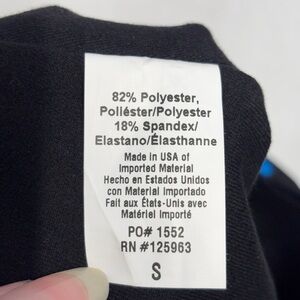 82% Polyester,
Poliéster/Polyester
18% Spandex/
Elastano/Élasthanne
Made in USA of
Imported Material
Hecho en Estados Unidos
con Material Importado
Fait aux États-Unis avec
Matériel Importé
PO# 1552
RN #125963
S